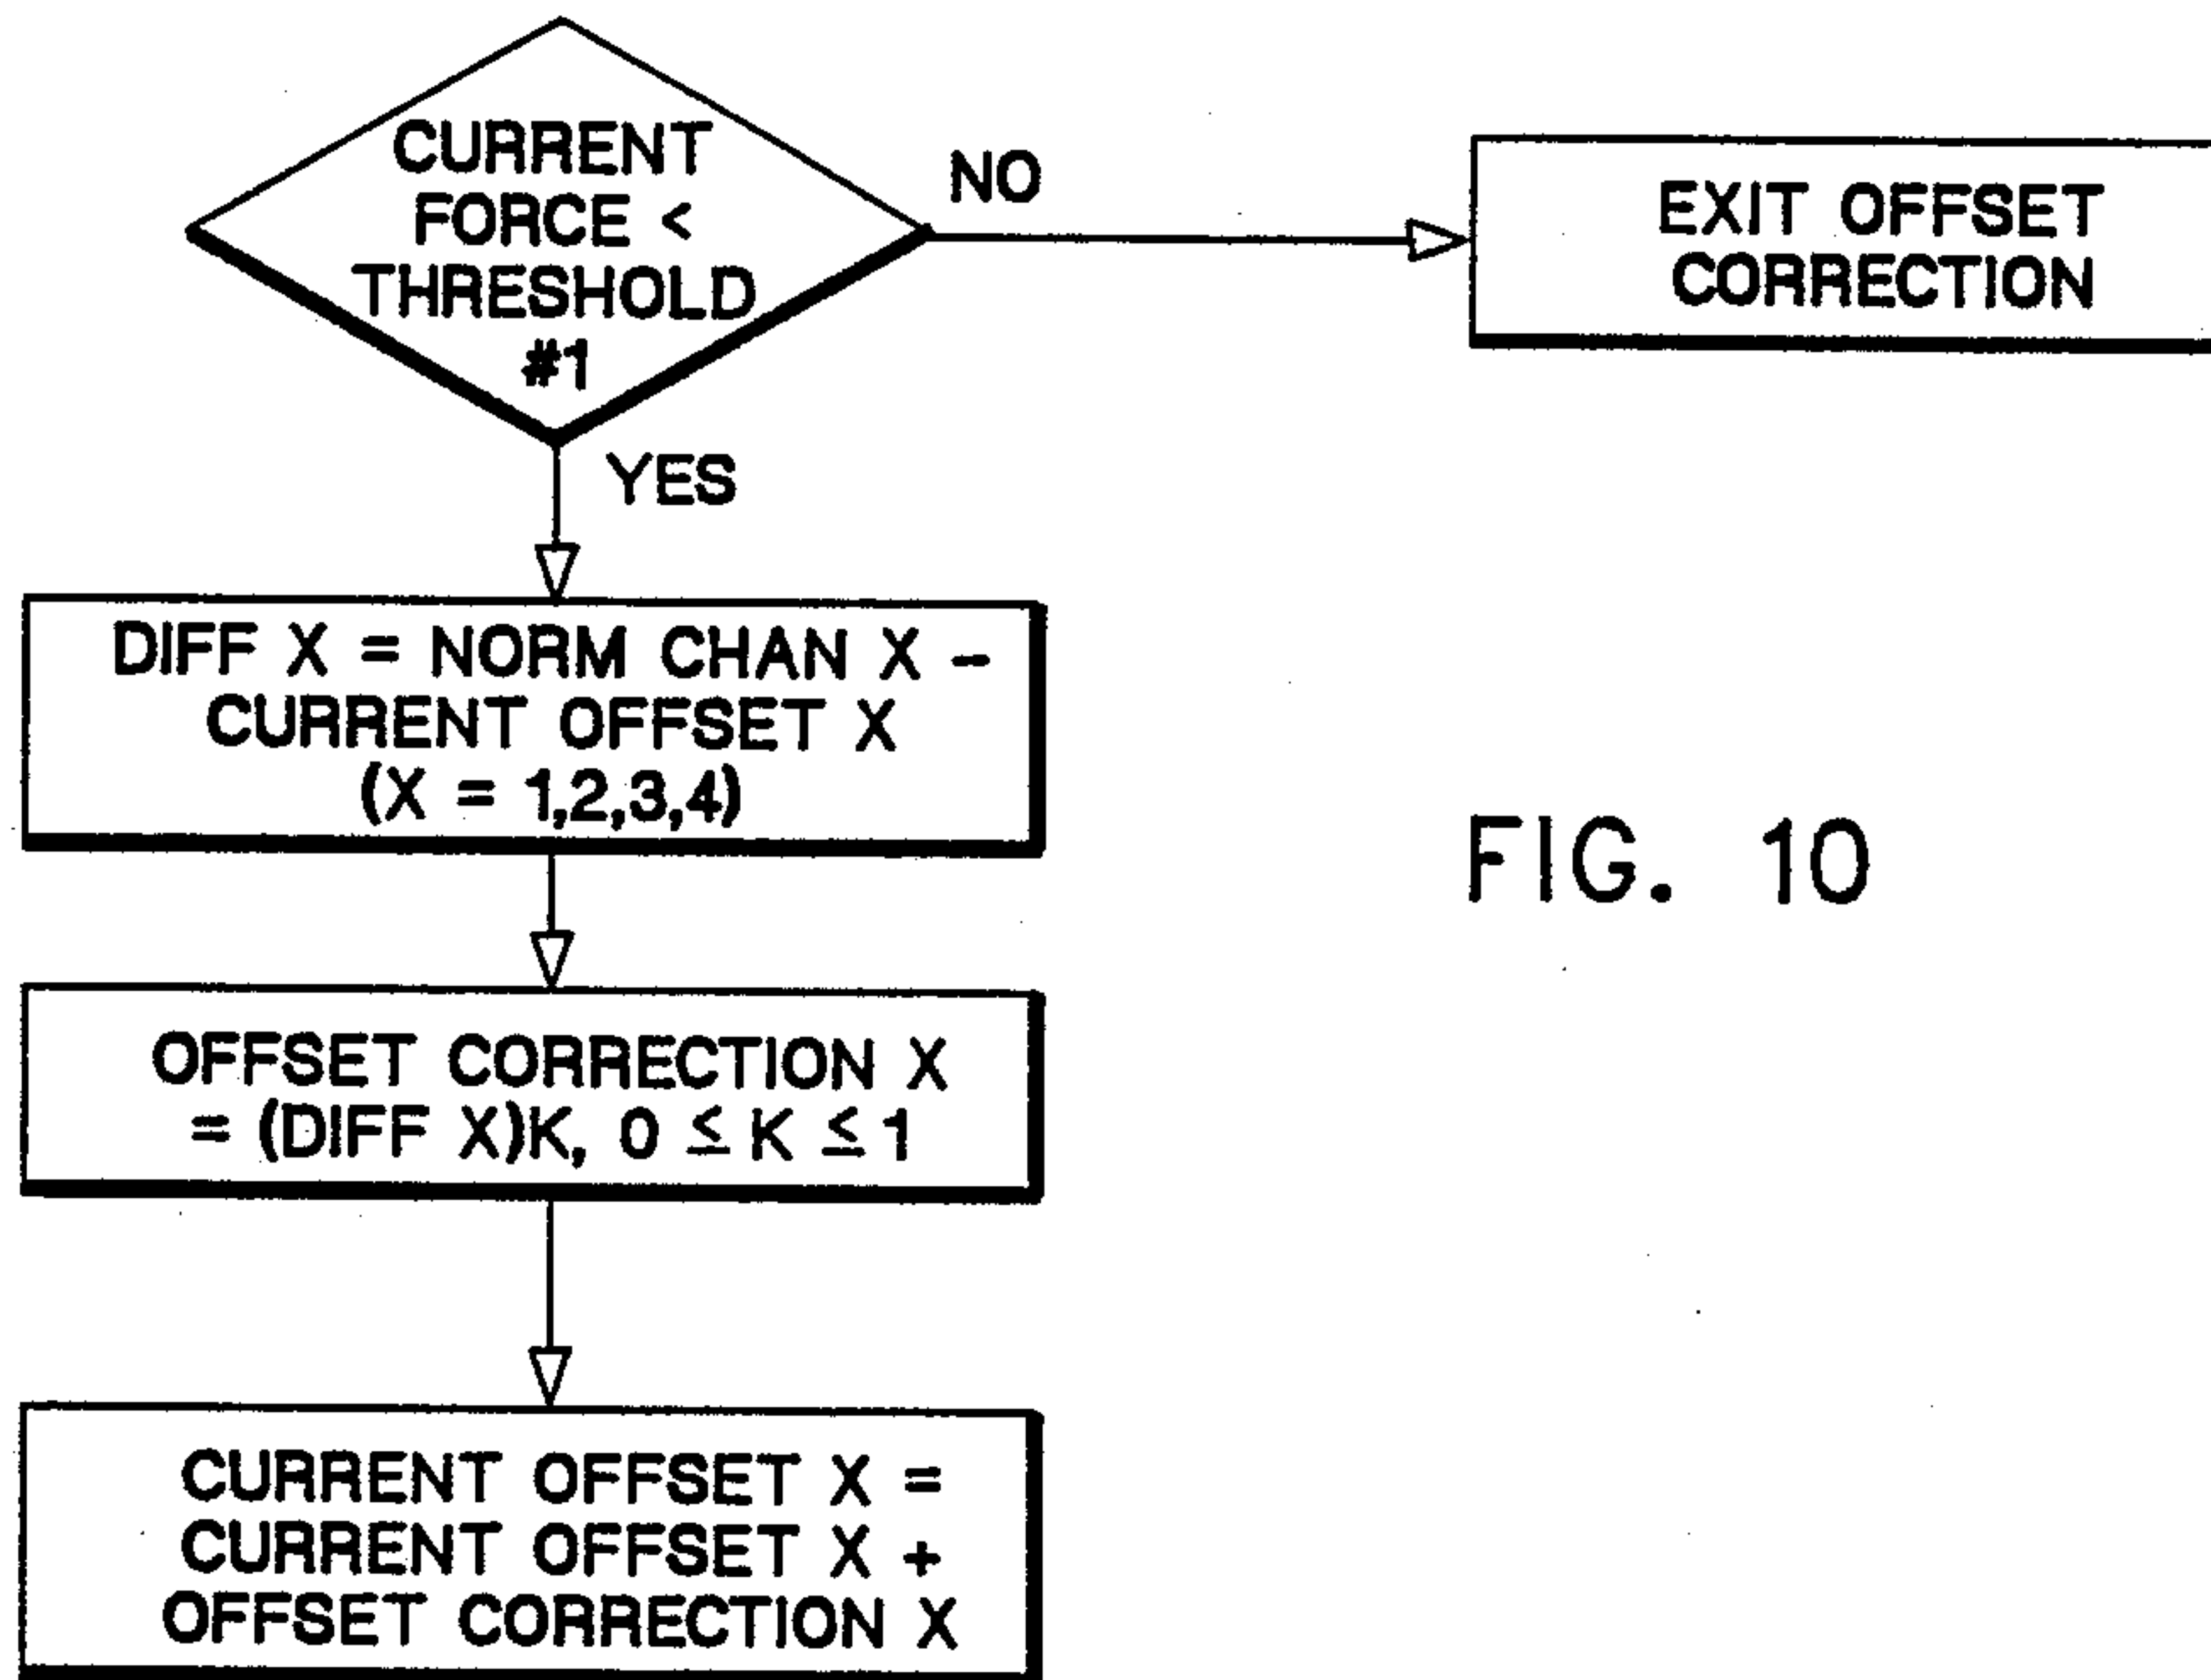 CURRENT
FORCE <
THRESHOLD
#1
NO
EXIT OFFSET
CORRECTION
YES
DIFF X = NORM CHAN X -
CURRENT OFFSET X
(X = 1,2,3,4)
FIG. 10
OFFSET CORRECTION X
= (DIFF X)K, 0 ≤ K ≤ 1
CURRENT OFFSET X =
CURRENT OFFSET X +
OFFSET CORRECTION X